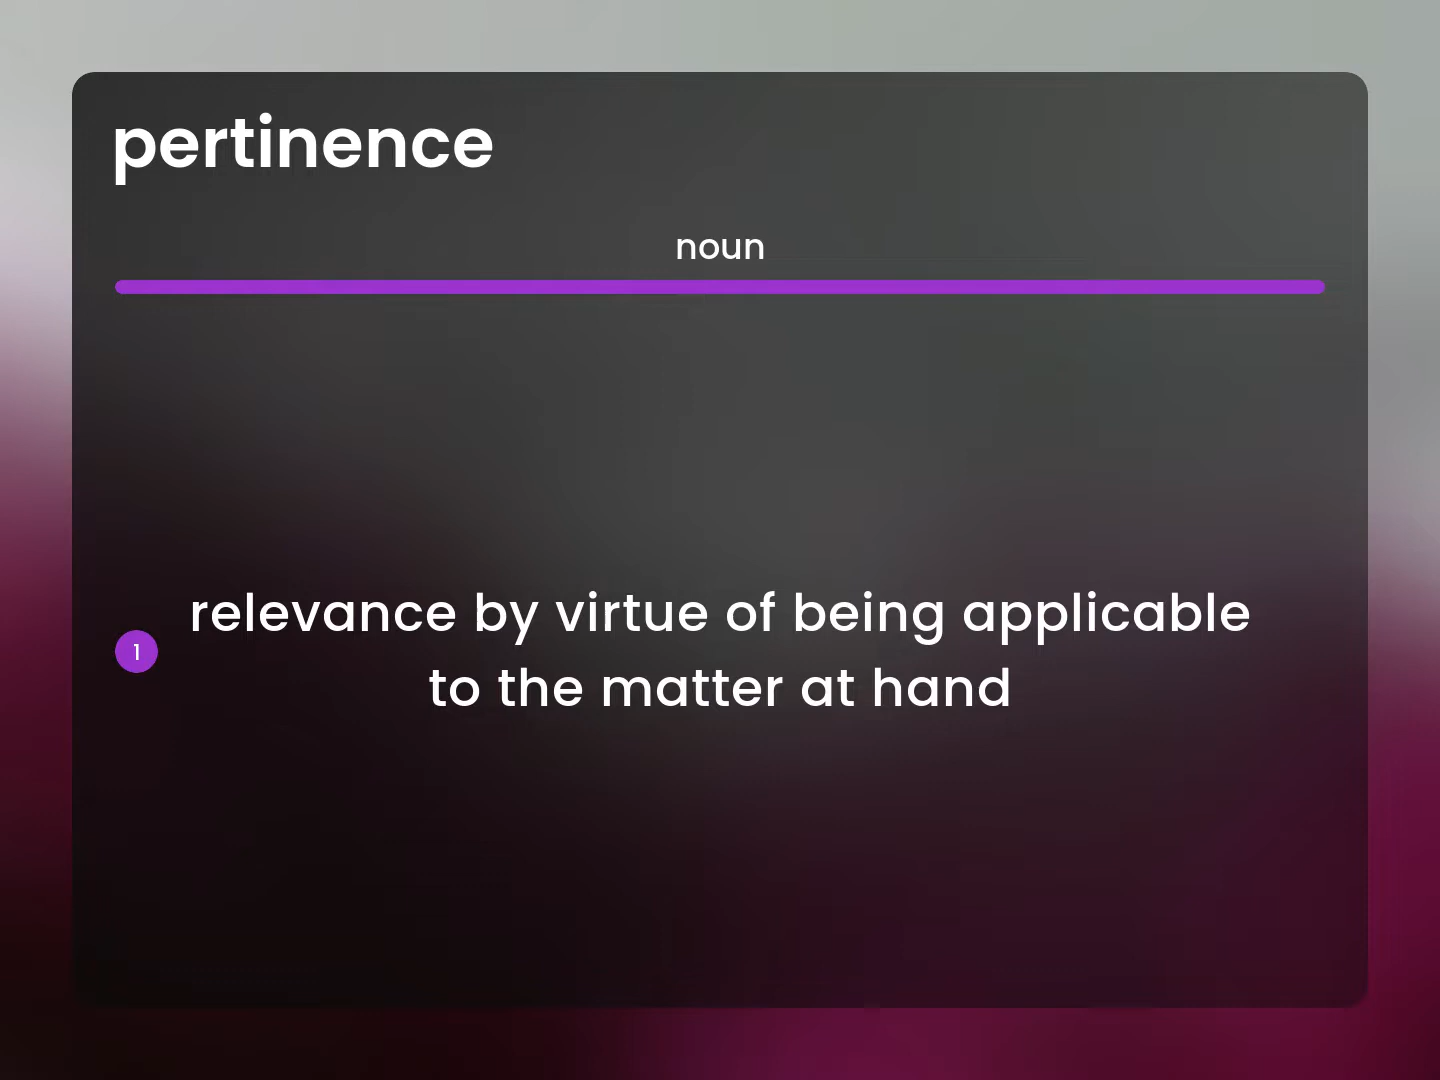 pertinence
noun
1
relevance by virtue of being applicable
to the matter at hand